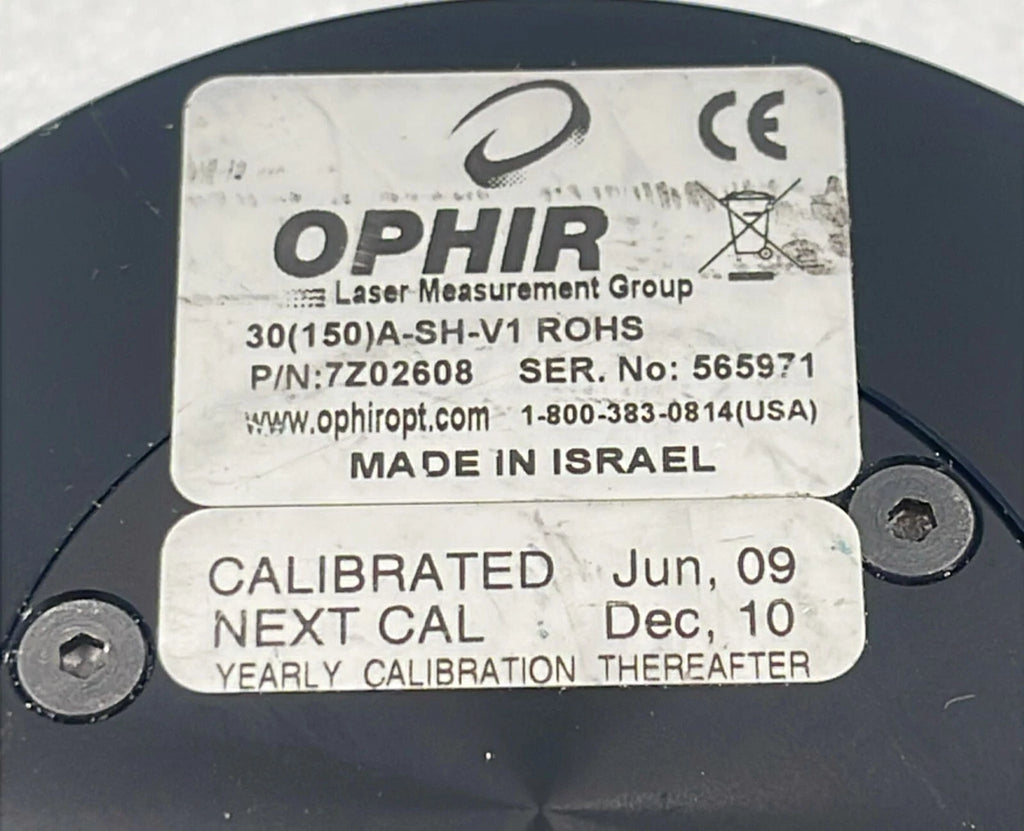 CE
OPHIR
Laser Measurement Group
30(150)A-SH-V1 ROHS
P/N:7Z02608 SER. No: 565971
www.ophiropt.com 1-800-383-0814(USA)
MADE IN ISRAEL
CALIBRATED Jun, 09
NEXT CAL Dec, 10
YEARLY CALIBRATION THEREAFTER